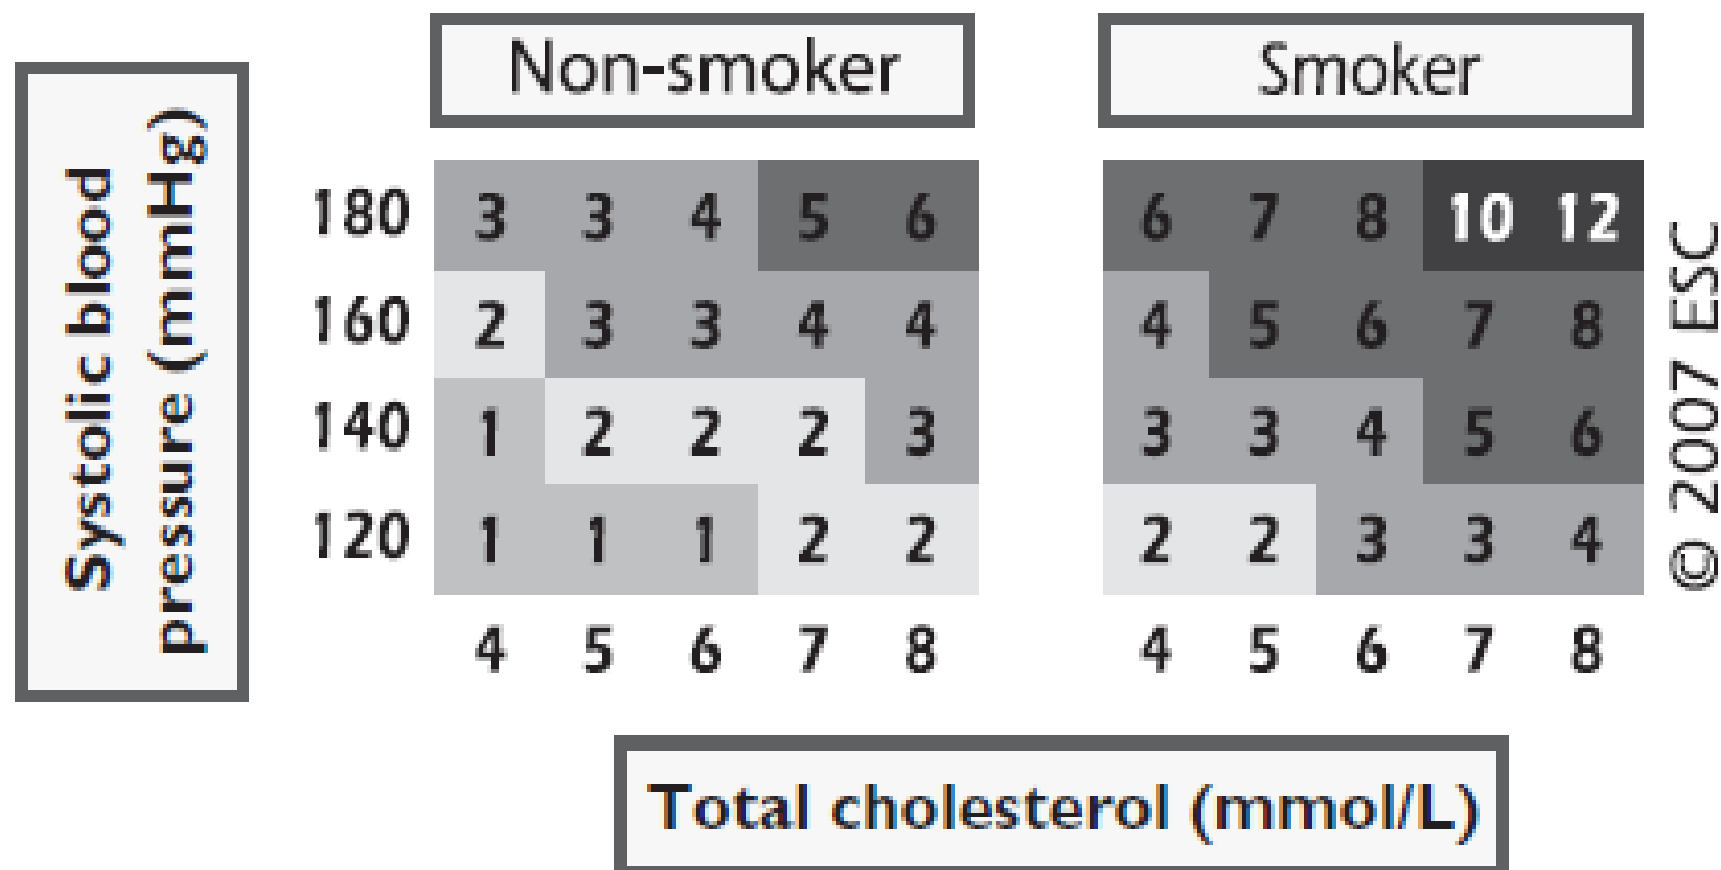 Non-smoker Smoker
Systolic blood
pressure (mmHg)
180 3 3 4 5 6 6 7 8 10 12
160 2 3 3 4 4 4 5 6 7 8
140 1 2 2 2 3 3 3 4 5 6
120 1 1 1 2 2 2 2 3 3 4
4 5 6 7 8 4 5 6 7 8
Total cholesterol (mmol/L)
© 2007 ESC